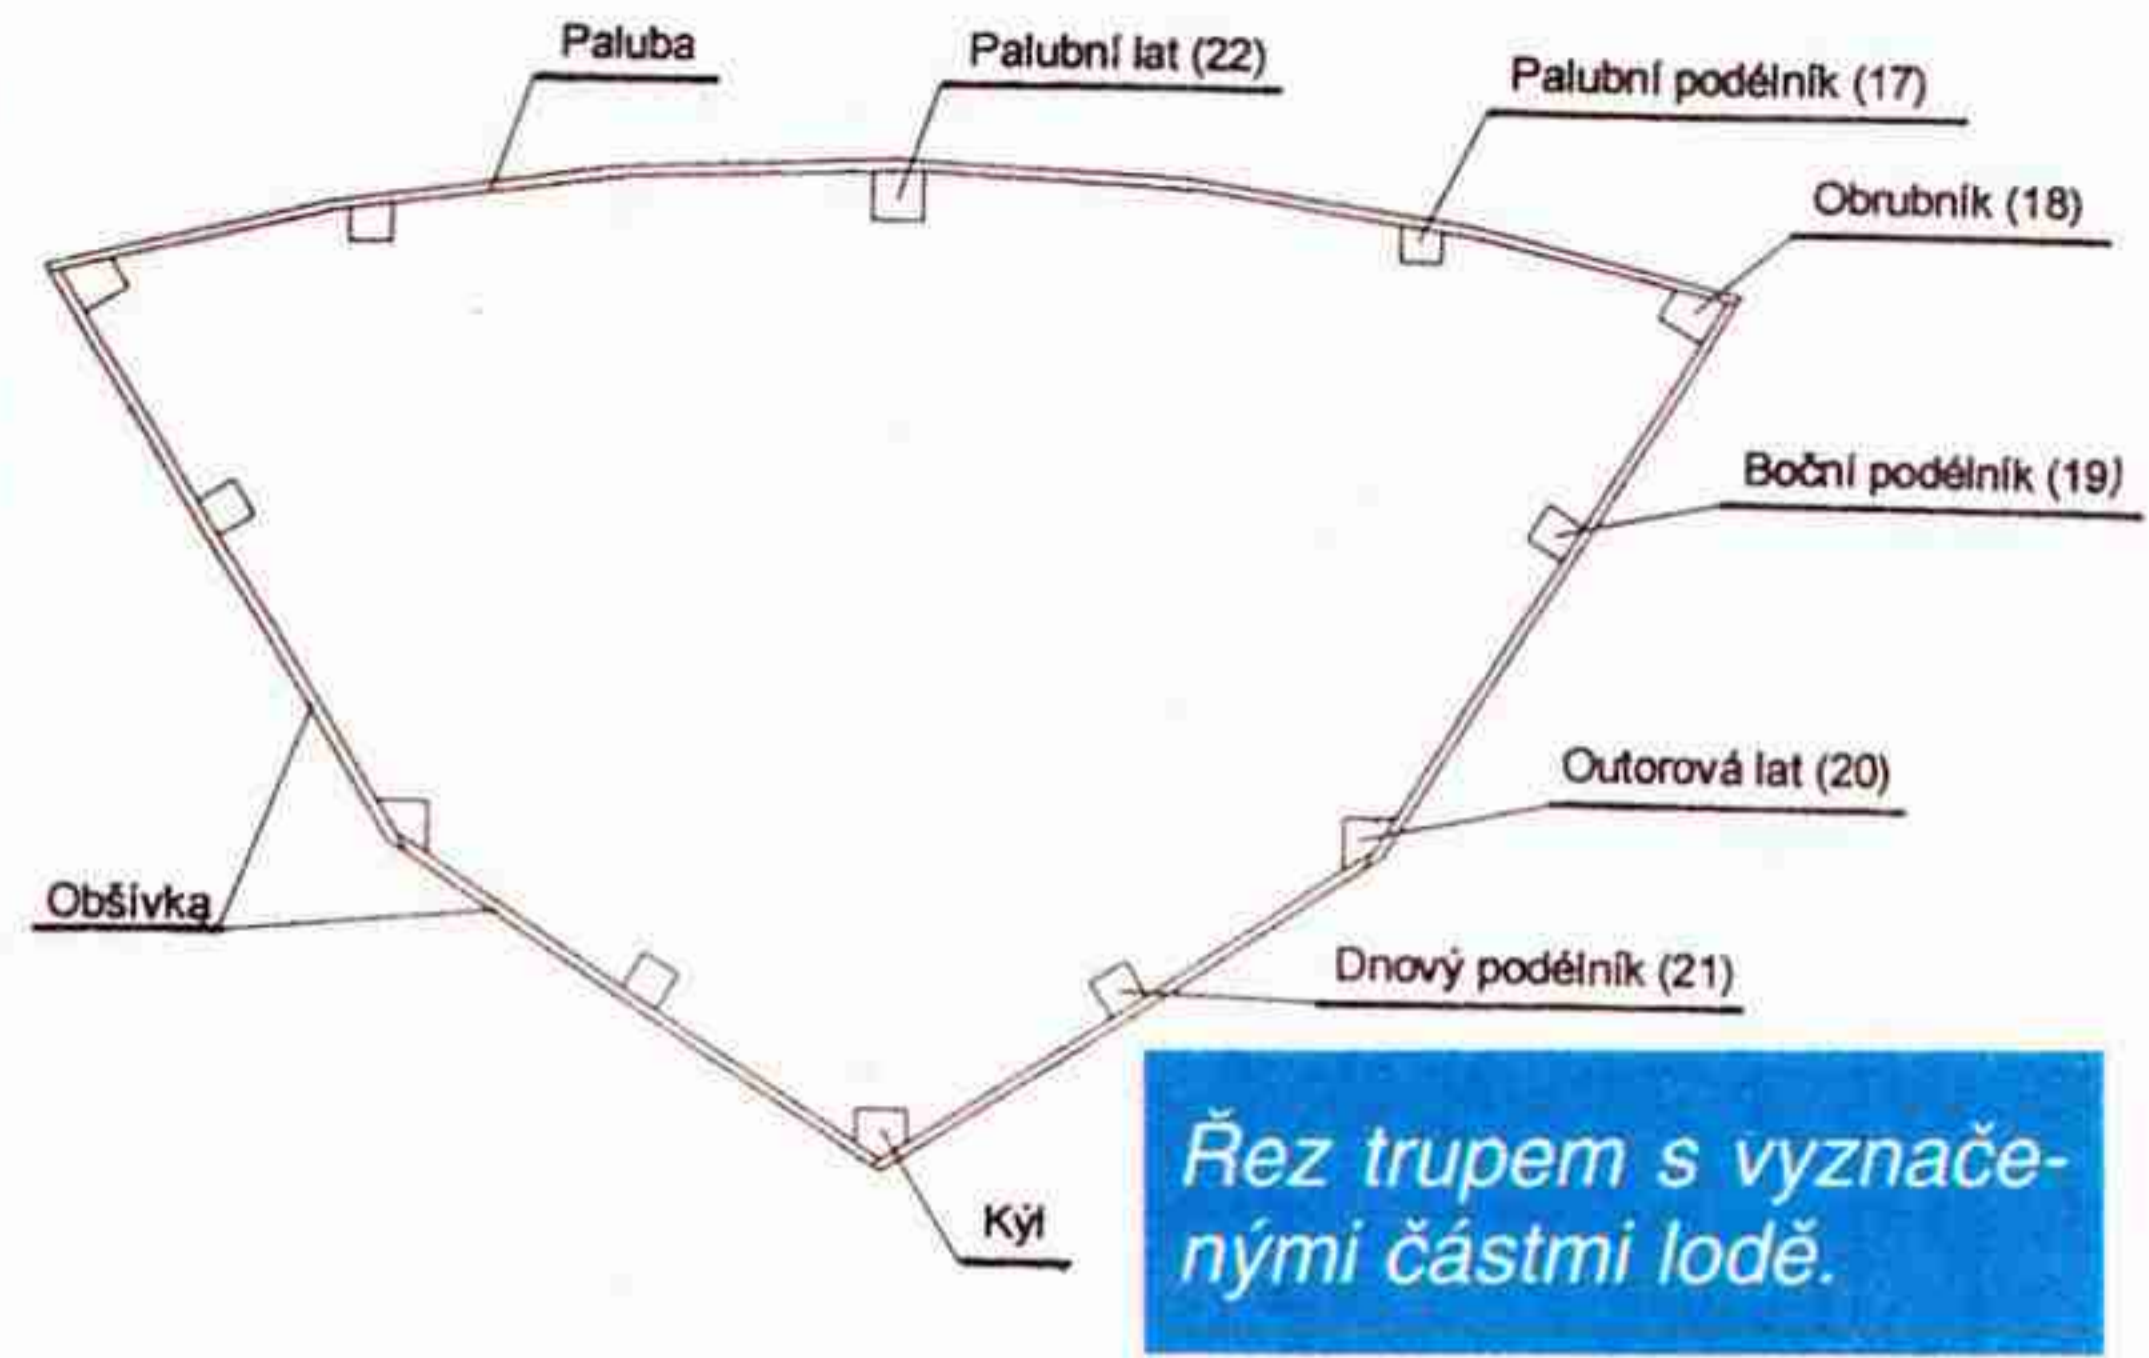 Paluba
Palubní lat (22)
Palubní podélník (17)
Obrubník (18)
Boční podélník (19)
Outorová lat (20)
Obšívka
Dnový podélník (21)
Kýl
Řez trupem s vyznače-
nými částmi lodě.